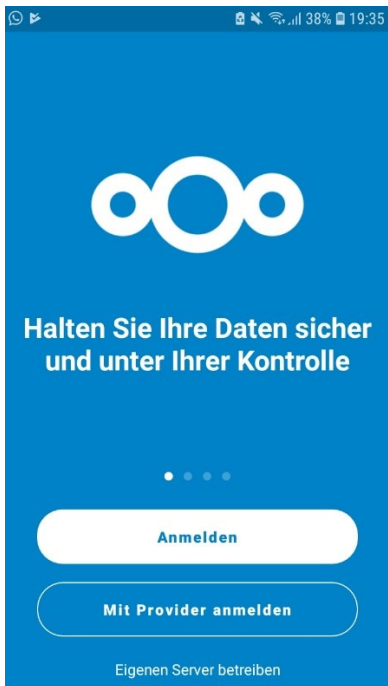 38% 19:35
Halten Sie Ihre Daten sicher
und unter Ihrer Kontrolle
Anmelden
Mit Provider anmelden
Eigenen Server betreiben